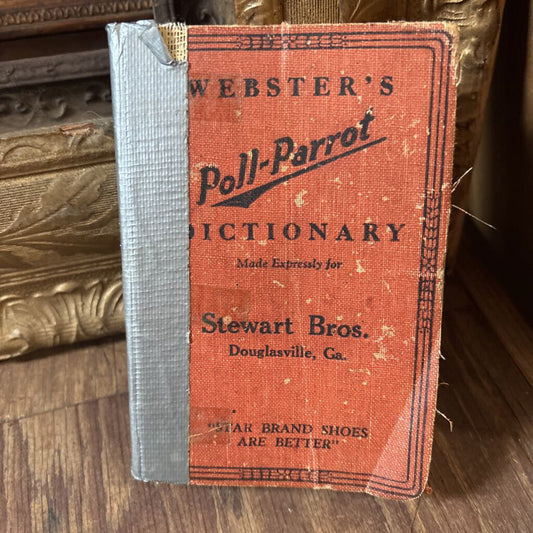 WEBSTER'S
Poll-Parrot
DICTIONARY
Made Expressly for
Stewart Bros.
Douglasville, Ga.
"STAR BRAND SHOES
ARE BETTER"